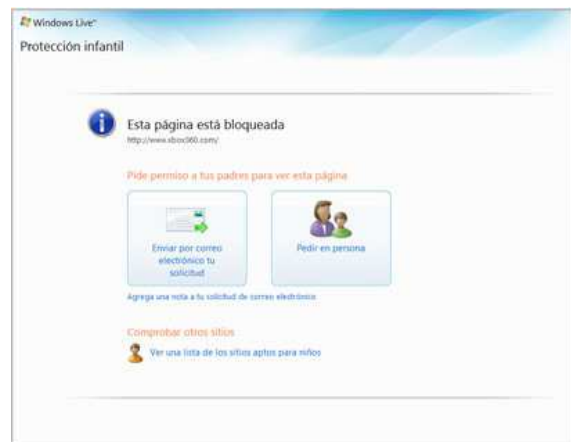 Windows Live™
Protección infantil
Esta página está bloqueada
http://www.xbox360.com/
Pide permiso a tus padres para ver esta página
Enviar por correo
electrónico tu
solicitud
Pedir en persona
Agrega una nota a tu solicitud de correo electrónico
Comprobar otros sitios
Ver una lista de los sitios aptos para niños